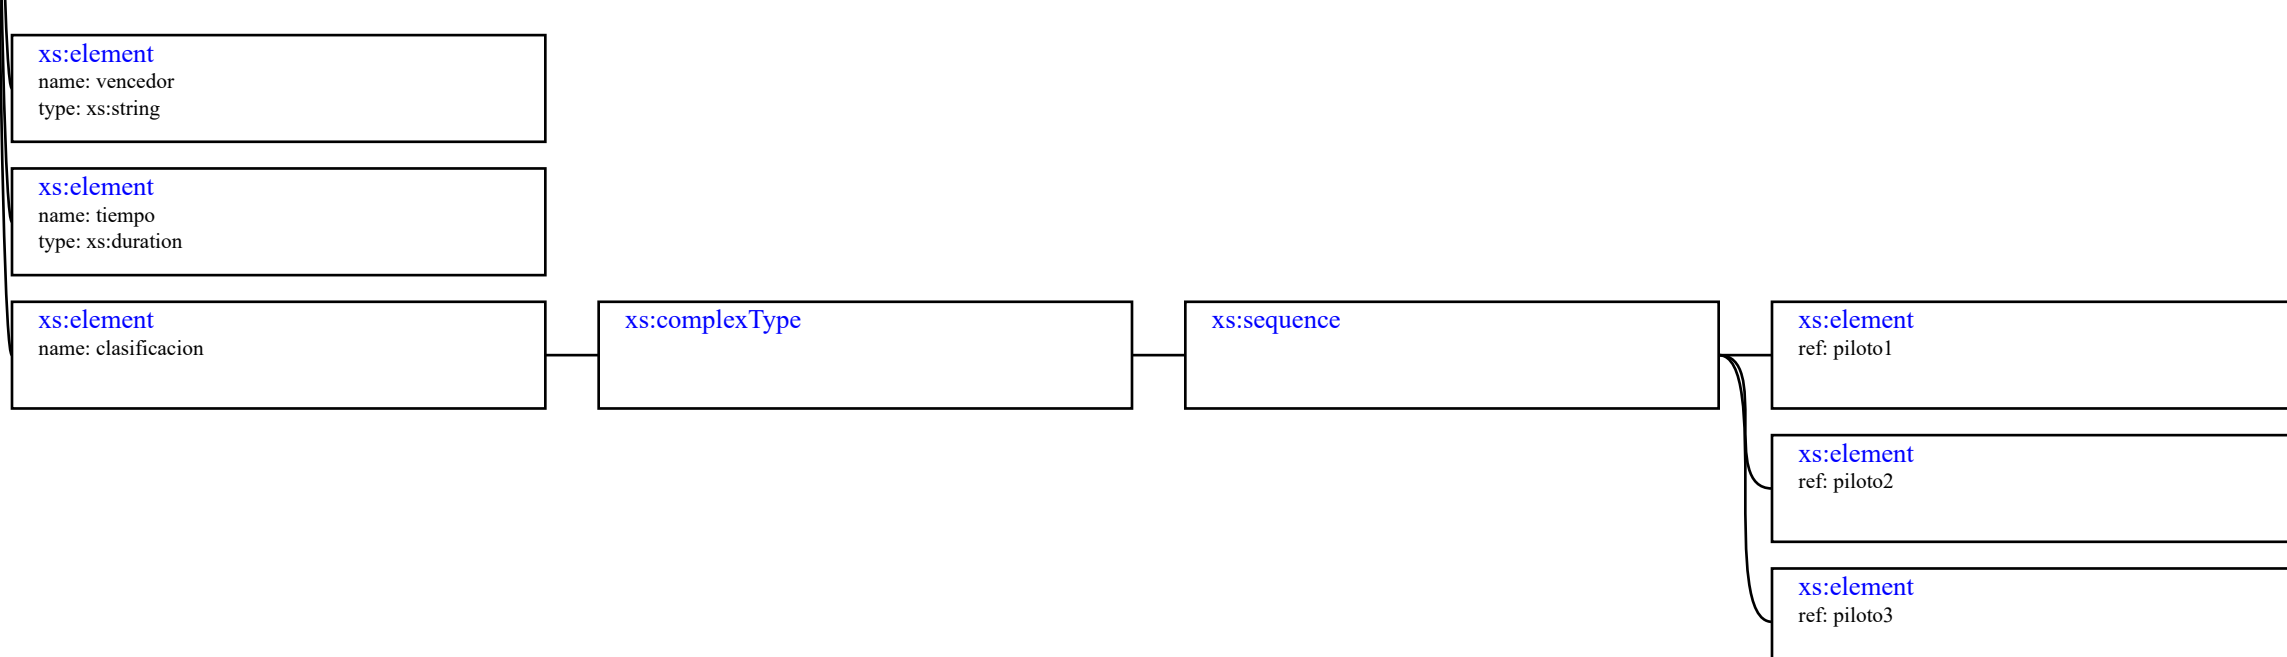 xs:element
name: vencedor
type: xs:string
xs:element
name: tiempo
type: xs:duration
xs:element
name: clasificacion
xs:complexType
xs:sequence
xs:element
ref: piloto1
xs:element
ref: piloto2
xs:element
ref: piloto3